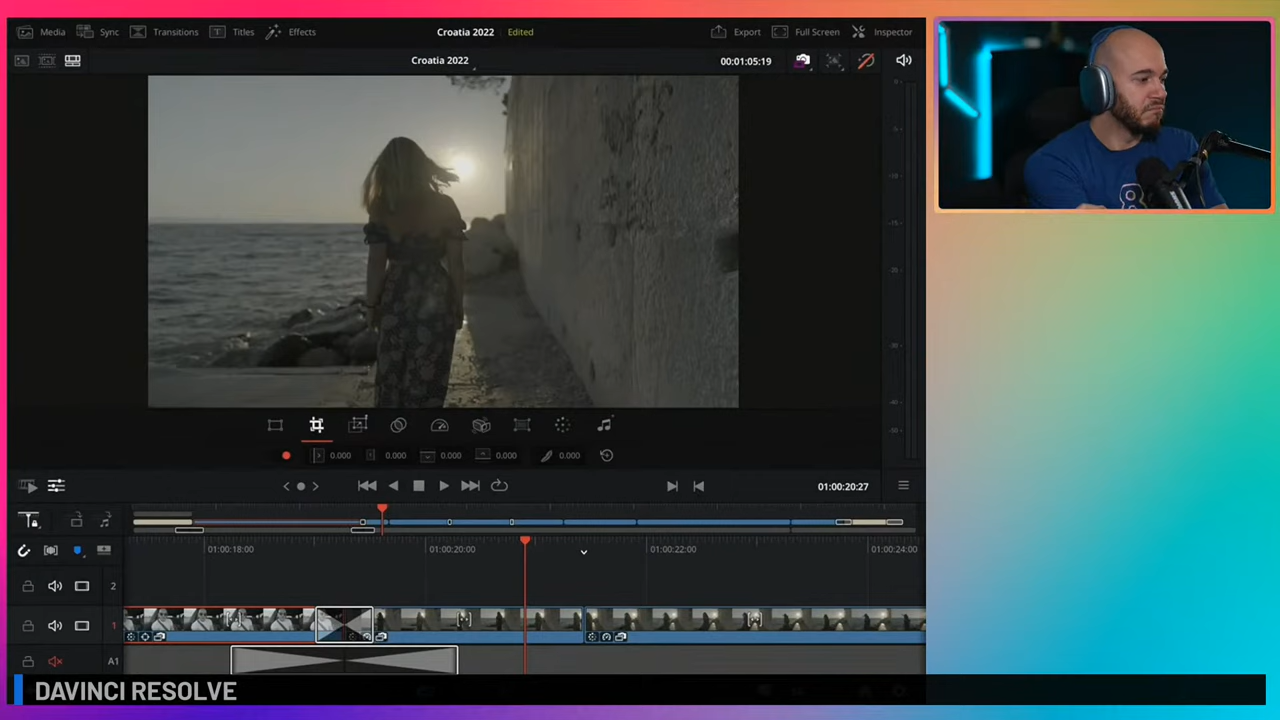 Media Sync Transitions Titles Effects Croatia 2022 Edited Export Full Screen Inspector
Croatia 2022 00:01:05:19
0.000 0.000 0.000 0.000 0.000
01:00:20:27
01:00:18:00 01:00:20:00 01:00:22:00 01:00:24:00
2
1
A1
DAVINCI RESOLVE